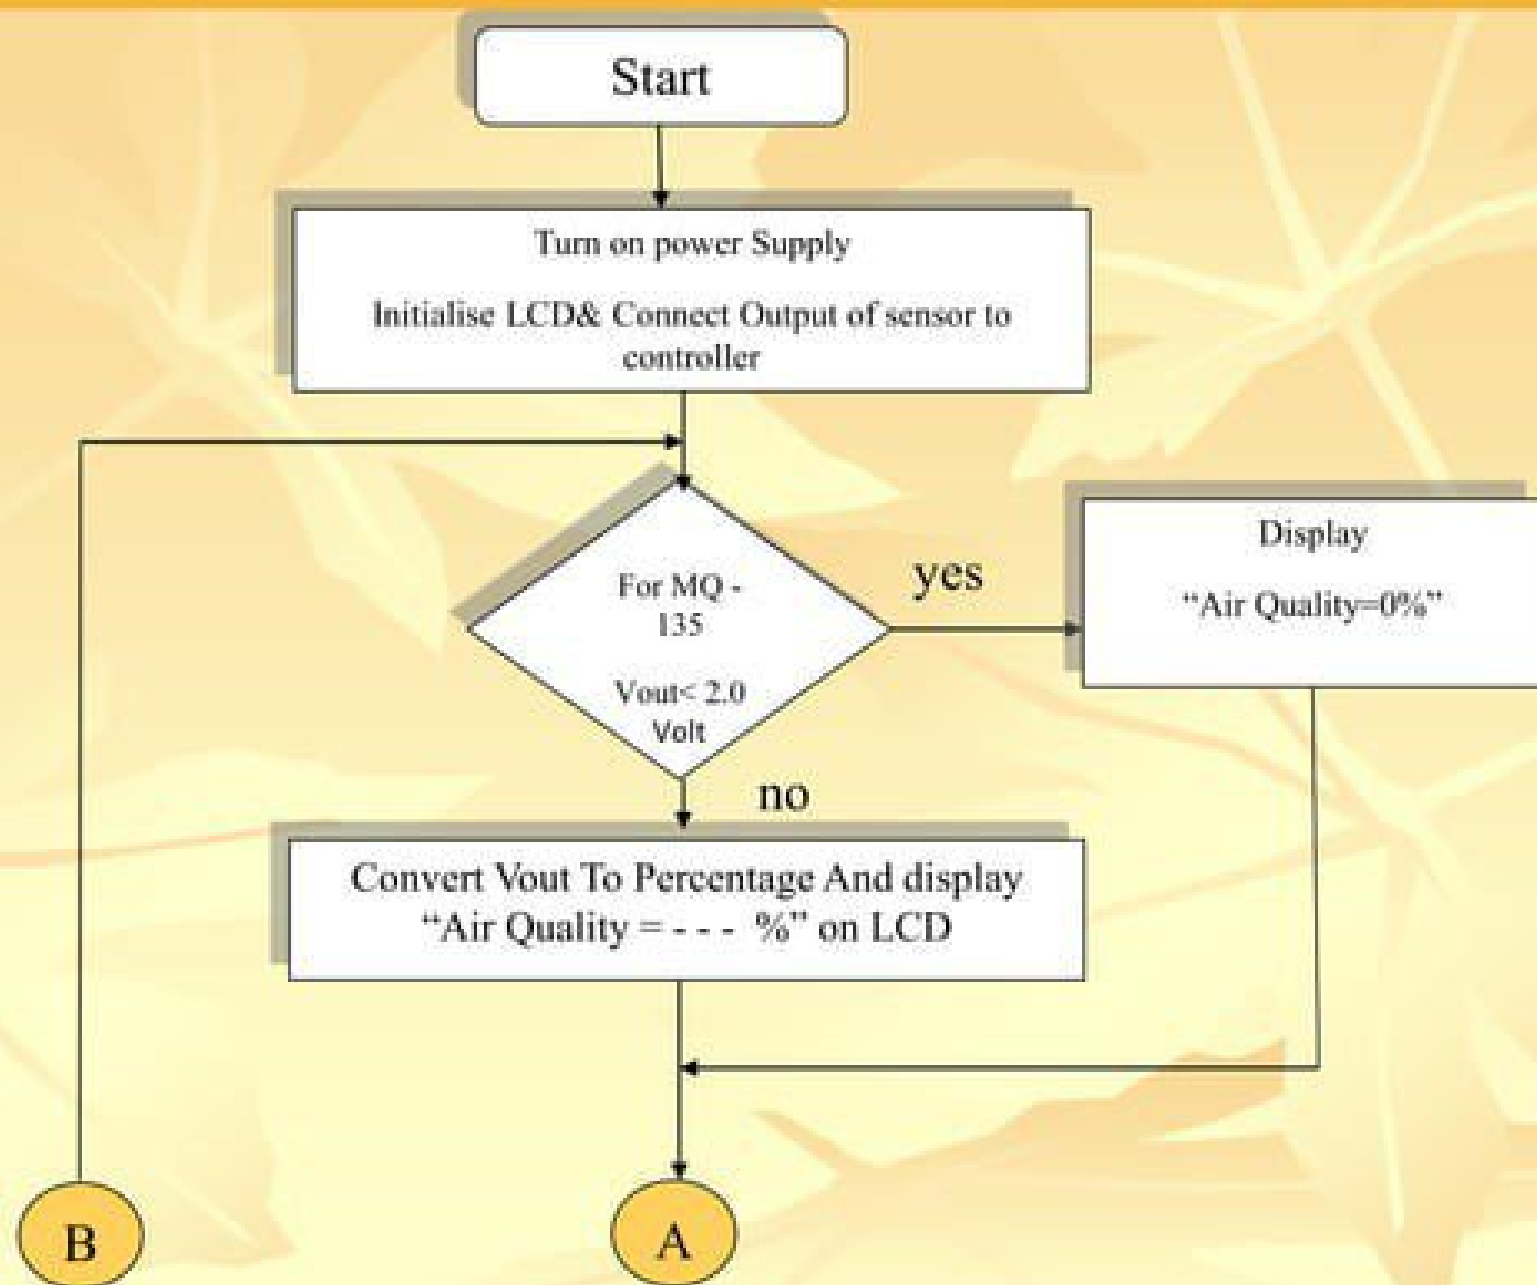 Start
Turn on power Supply
Initialise LCD& Connect Output of sensor to
controller
For MQ -
135
Vout< 2.0
Volt
yes
Display
“Air Quality=0%”
no
Convert Vout To Percentage And display
“Air Quality = - - -  %” on LCD
B
A